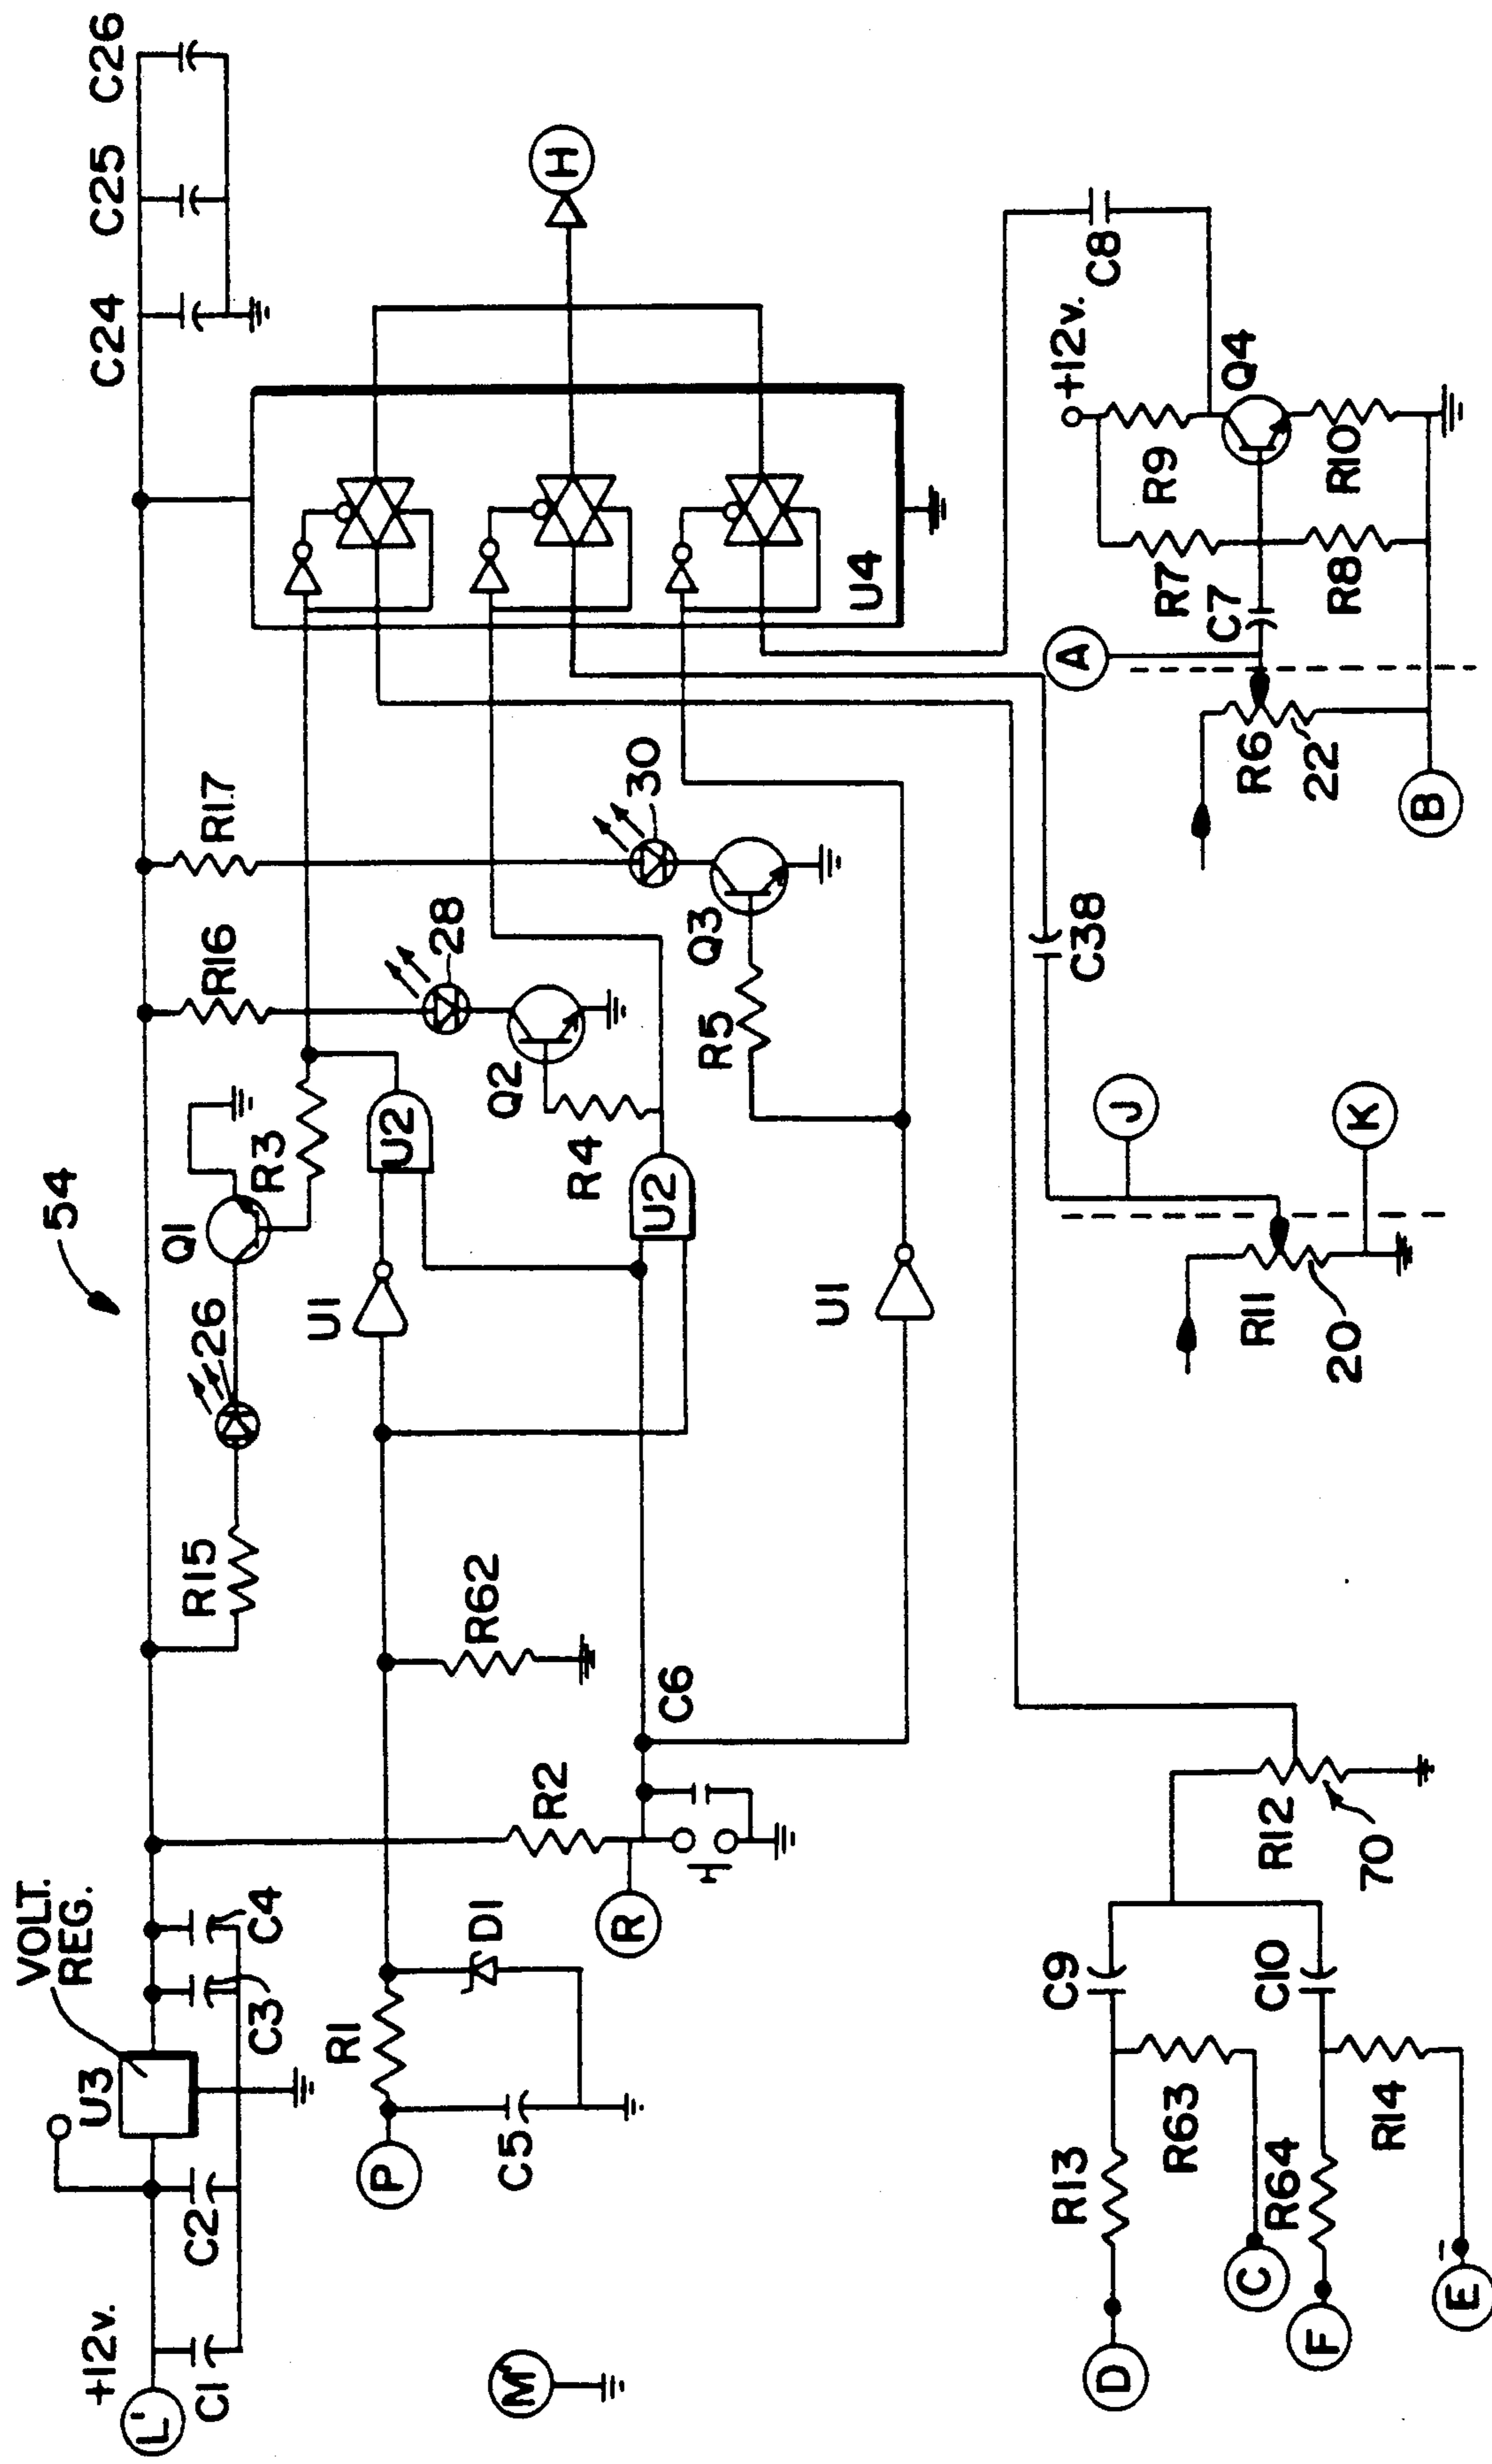 54
+12v.
L'
C1
C2
U3
VOLT.
REG.
C3
C4
R15
26
Q1
R3
R16
R17
C24
C25
C26
28
30
P
R1
C5
D1
R62
U1
U2
Q2
R4
U2
Q3
R5
U4
H
R
R2
C6
U1
M
D
R13
C9
R63
C
F
R64
C10
R14
E
R12
70
R11
20
J
K
C38
A
B
R6
22
C7
R7
R8
R9
R10
+12v.
Q4
C8